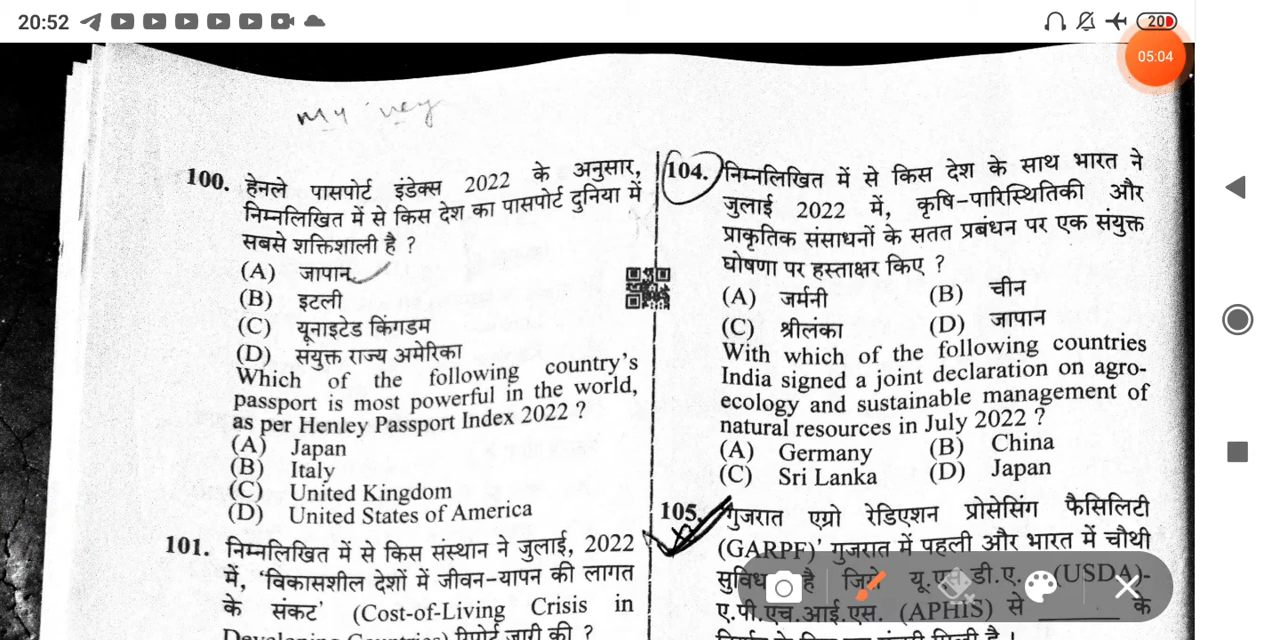 20:52
20
05:04
my
100. हेनले पासपोर्ट इंडेक्स 2022 के अनुसार,
निम्नलिखित में से किस देश का पासपोर्ट दुनिया में
सबसे शक्तिशाली है ?
(A) जापान
(B) इटली
(C) यूनाइटेड किंगडम
(D) संयुक्त राज्य अमेरिका
Which of the following country's
passport is most powerful in the world,
as per Henley Passport Index 2022 ?
(A) Japan
(B) Italy
(C) United Kingdom
(D) United States of America
101. निम्नलिखित में से किस संस्थान ने जुलाई, 2022
में, 'विकासशील देशों में जीवन-यापन की लागत
के संकट' (Cost-of-Living Crisis in
Developing Countries) रिपोर्ट जारी की ?
104. निम्नलिखित में से किस देश के साथ भारत ने
जुलाई 2022 में, कृषि-पारिस्थितिकी और
प्राकृतिक संसाधनों के सतत प्रबंधन पर एक संयुक्त
घोषणा पर हस्ताक्षर किए ?
(A) जर्मनी (B) चीन
(C) श्रीलंका (D) जापान
With which of the following countries
India signed a joint declaration on agro-
ecology and sustainable management of
natural resources in July 2022 ?
(A) Germany (B) China
(C) Sri Lanka (D) Japan
105. गुजरात एग्रो रेडिएशन प्रोसेसिंग फैसिलिटी
(GARPF)' गुजरात में पहली और भारत में चौथी
है जिसे यू.एस.डी.ए. (USDA)-
ए.पी.एच.आई.एस. (APHIS) से ______ के